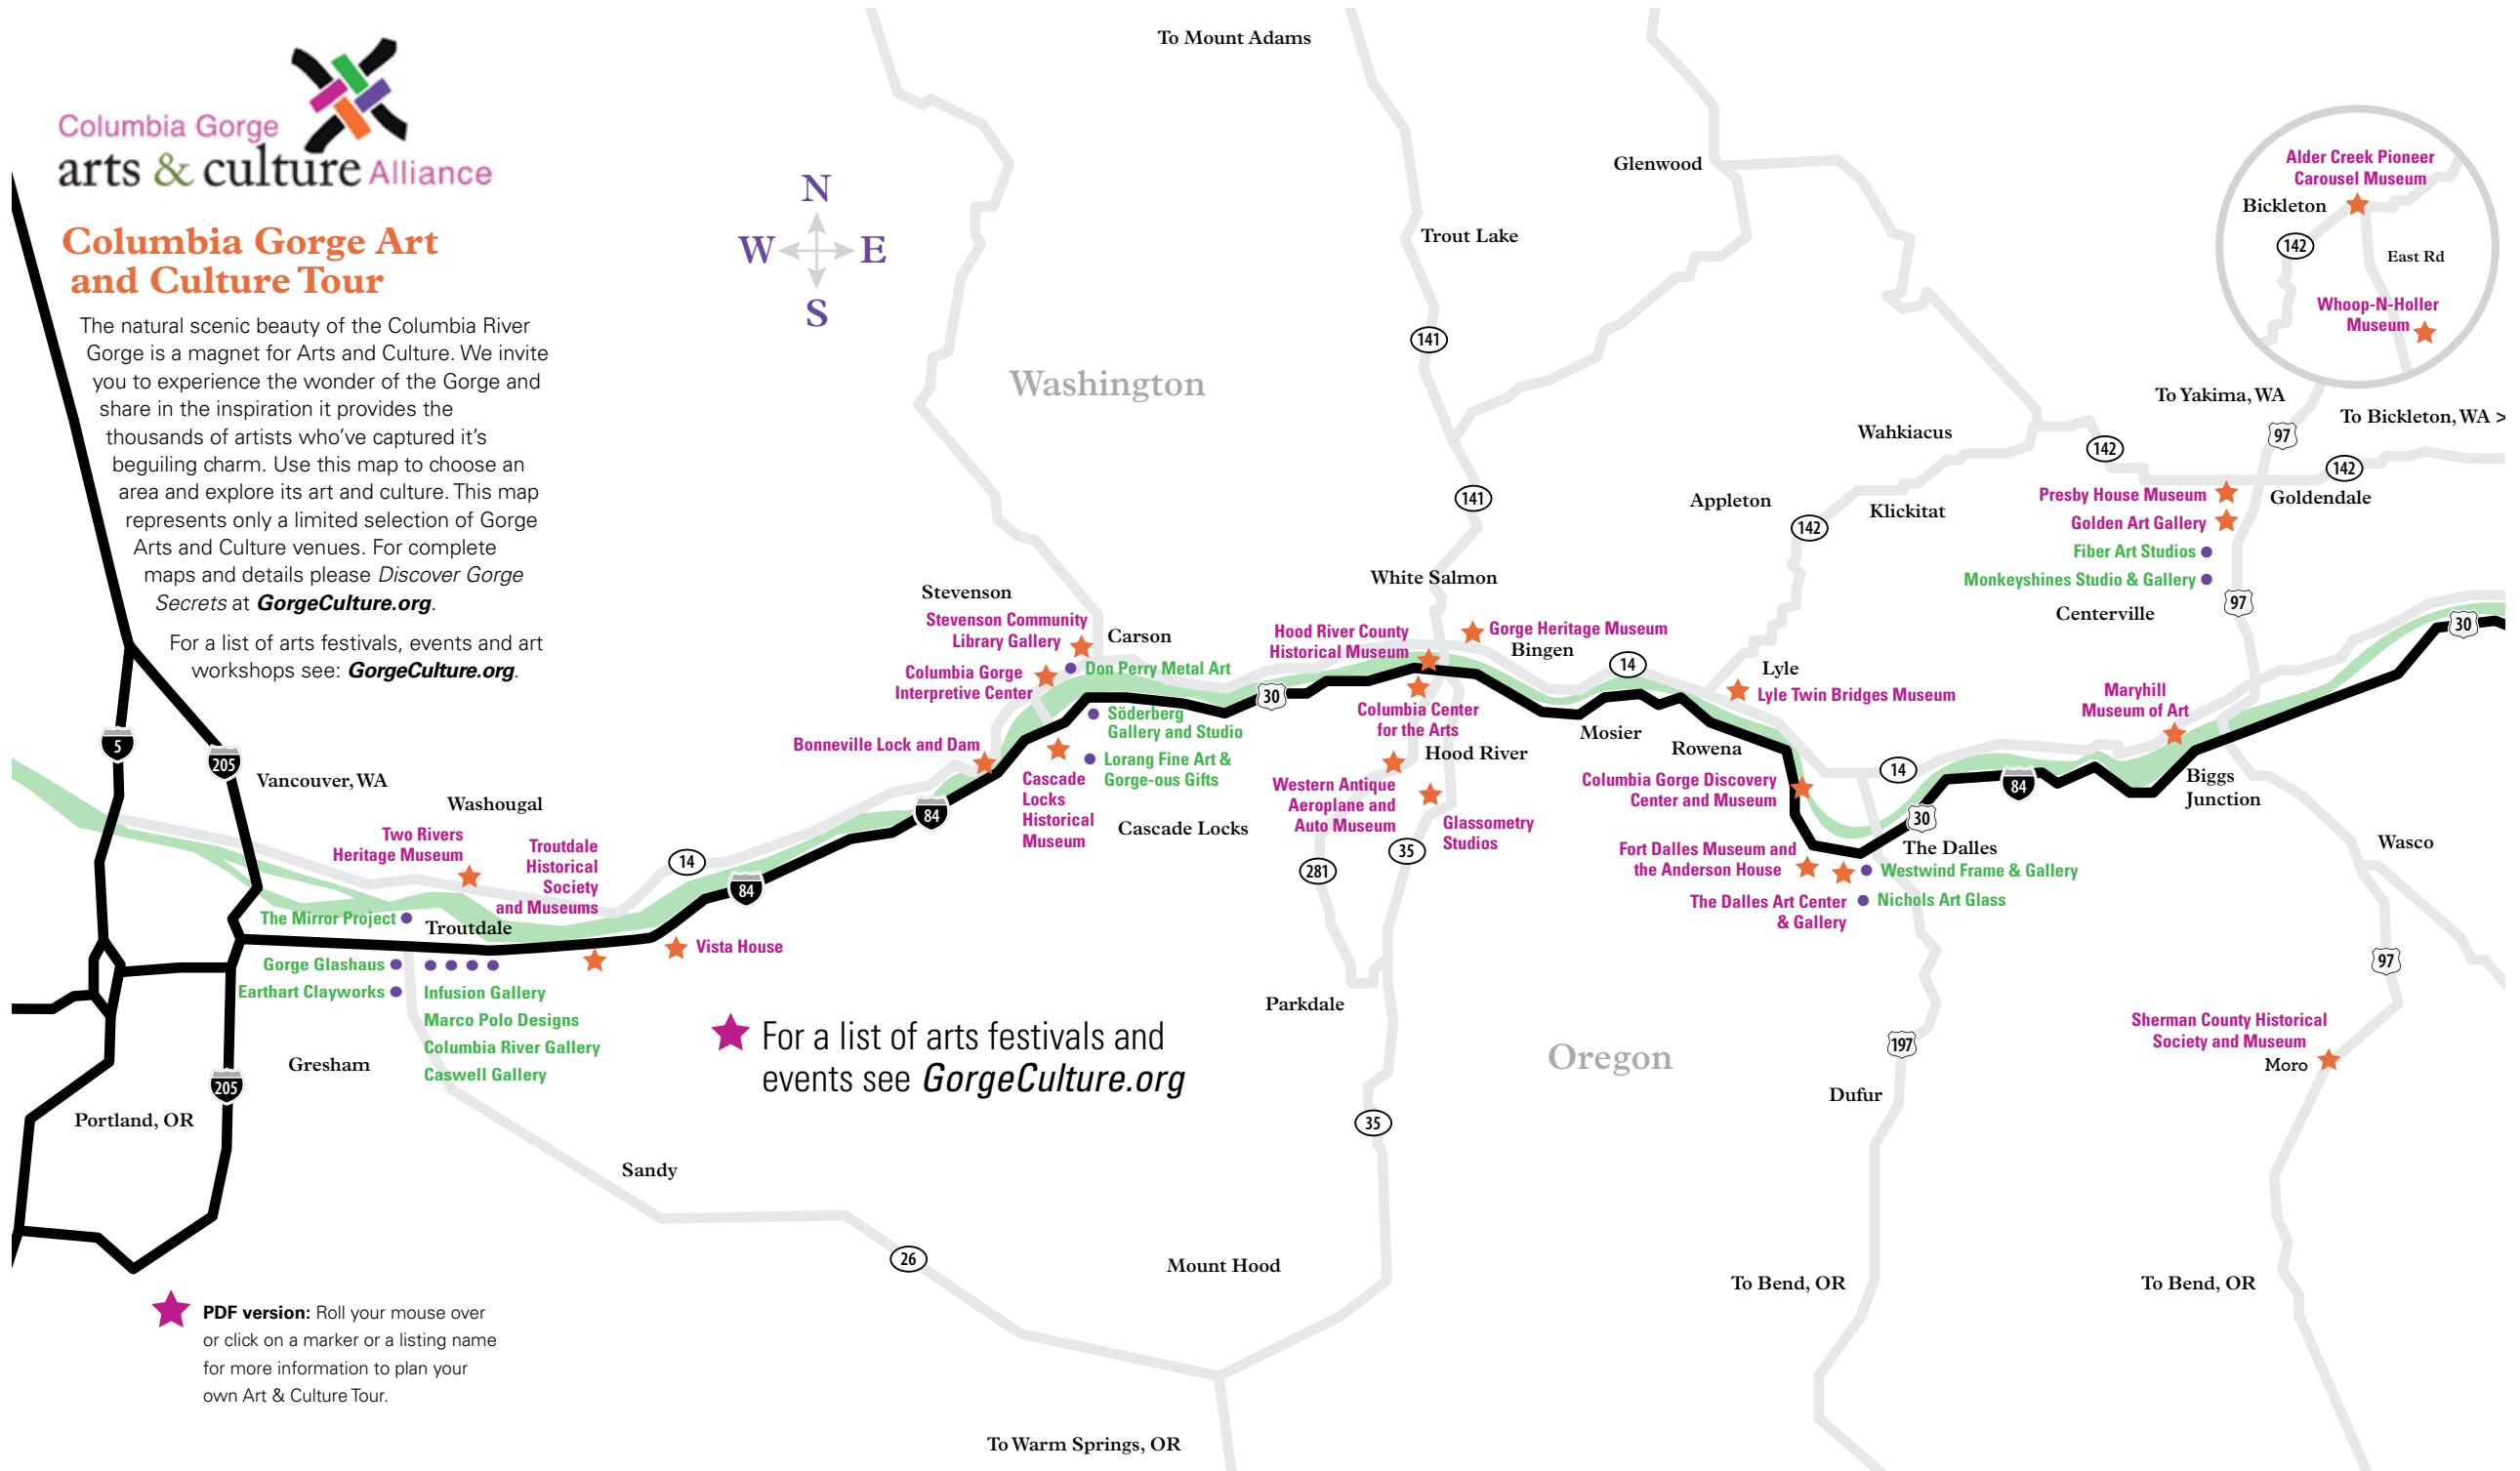 Columbia Gorge
arts & culture Alliance
Columbia Gorge Art
and Culture Tour
The natural scenic beauty of the Columbia River
Gorge is a magnet for Arts and Culture. We invite
you to experience the wonder of the Gorge and
share in the inspiration it provides the
thousands of artists who've captured it's
beguiling charm. Use this map to choose an
area and explore its art and culture. This map
represents only a limited selection of Gorge
Arts and Culture venues. For complete
maps and details please Discover Gorge
Secrets at GorgeCulture.org.
For a list of arts festivals, events and art
workshops see: GorgeCulture.org.
N
W E
S
To Mount Adams
Glenwood
Trout Lake
141
Washington
141
White Salmon
Alder Creek Pioneer
Carousel Museum
Bickleton
142
East Rd
Whoop-N-Holler
Museum
To Yakima, WA
To Bickleton, WA >
97
Wahkiacus
142
142
Appleton
Klickitat
142
Presby House Museum
Goldendale
Golden Art Gallery
Fiber Art Studios
Monkeyshines Studio & Gallery
97
Centerville
30
Stevenson
Stevenson Community
Library Gallery
Carson
Columbia Gorge
Interpretive Center
Don Perry Metal Art
Hood River County
Historical Museum
Gorge Heritage Museum
Bingen
14
Lyle
Lyle Twin Bridges Museum
Maryhill
Museum of Art
30
Söderberg
Gallery and Studio
Columbia Center
for the Arts
Bonneville Lock and Dam
Lorang Fine Art &
Gorge-ous Gifts
Hood River
Mosier
Rowena
Cascade
Locks
Historical
Museum
Cascade Locks
Western Antique
Aeroplane and
Auto Museum
Glassometry
Studios
Columbia Gorge Discovery
Center and Museum
14
84
Biggs
Junction
30
The Dalles
Wasco
Fort Dalles Museum and
the Anderson House
Westwind Frame & Gallery
The Dalles Art Center
& Gallery
Nichols Art Glass
5
205
Vancouver, WA
Washougal
Two Rivers
Heritage Museum
Troutdale
Historical
Society
and Museums
14
84
84
The Mirror Project
Troutdale
Vista House
Gorge Glashaus
Earthart Clayworks
Infusion Gallery
Marco Polo Designs
Columbia River Gallery
Caswell Gallery
Gresham
205
Portland, OR
35
281
Parkdale
For a list of arts festivals and
events see GorgeCulture.org
Oregon
197
97
Sherman County Historical
Society and Museum
Moro
Dufur
35
Sandy
26
Mount Hood
To Bend, OR
To Bend, OR
PDF version: Roll your mouse over
or click on a marker or a listing name
for more information to plan your
own Art & Culture Tour.
To Warm Springs, OR